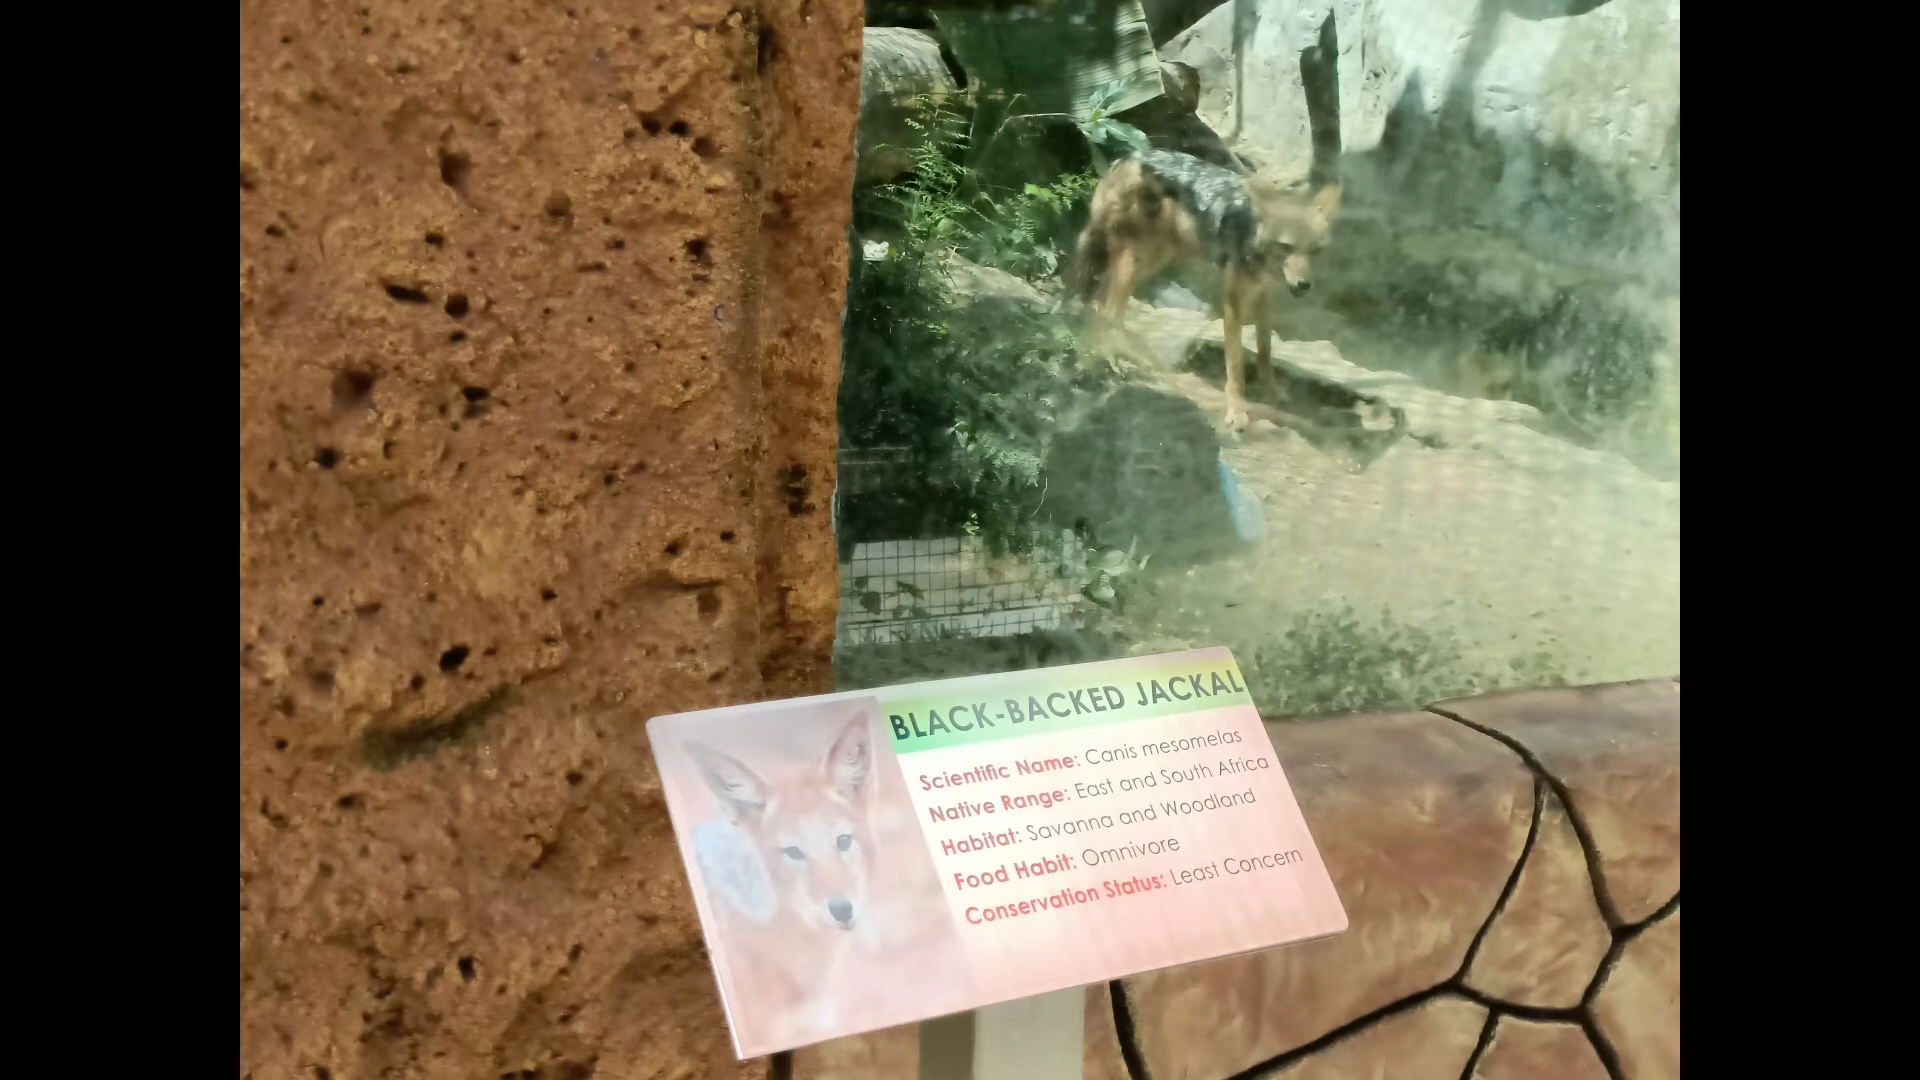 BLACK-BACKED JACKAL
Scientific Name: Canis mesomelas
Native Range: East and South Africa
Habitat: Savanna and Woodland
Food Habit: Omnivore
Conservation Status: Least Concern